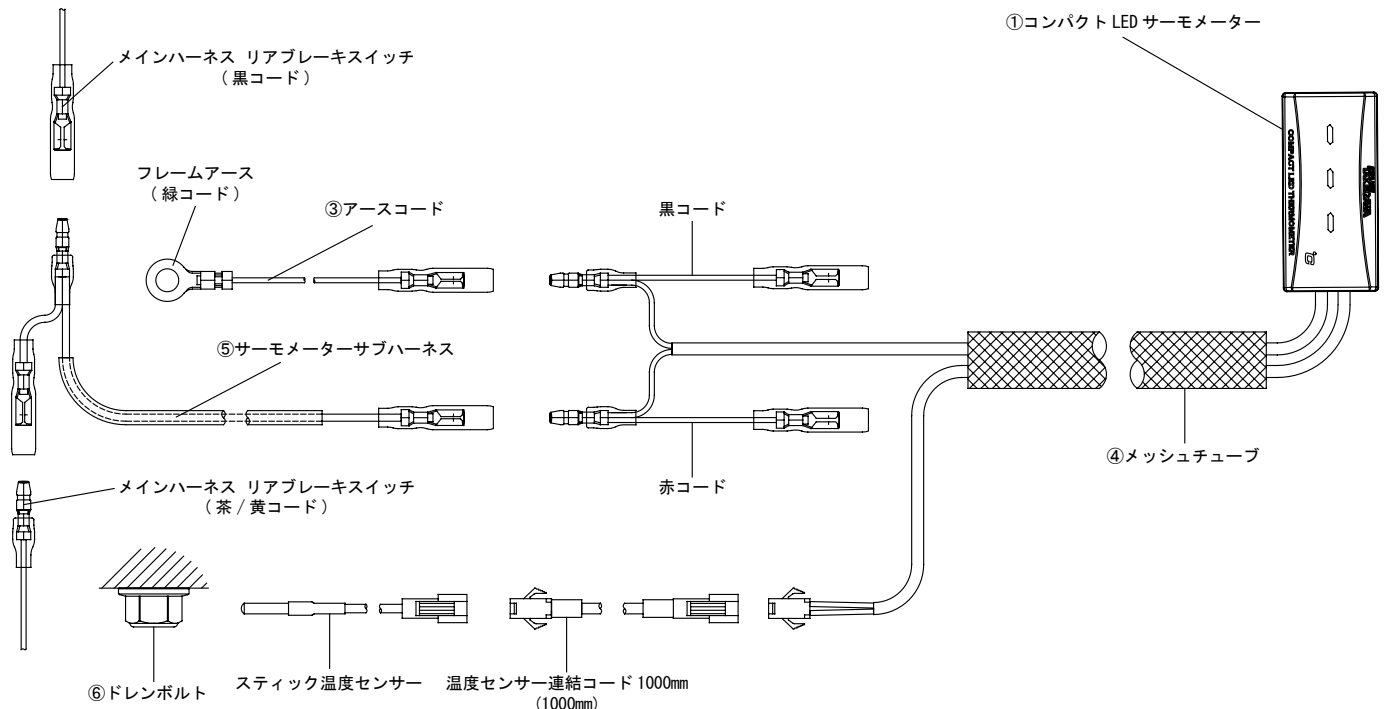 ①コンパクト LED サーモメーター
メインハーネス リアブレーキスイッチ
( 黒コード )
フレームアース
( 緑コード )
③アースコード
黒コード
COMPACT LED THERMOMETER
℃
⑤サーモメーターサブハーネス
④メッシュチューブ
メインハーネス リアブレーキスイッチ
( 茶 / 黄コード )
赤コード
⑥ドレンボルト
スティック温度センサー
温度センサー連結コード 1000mm
(1000mm)